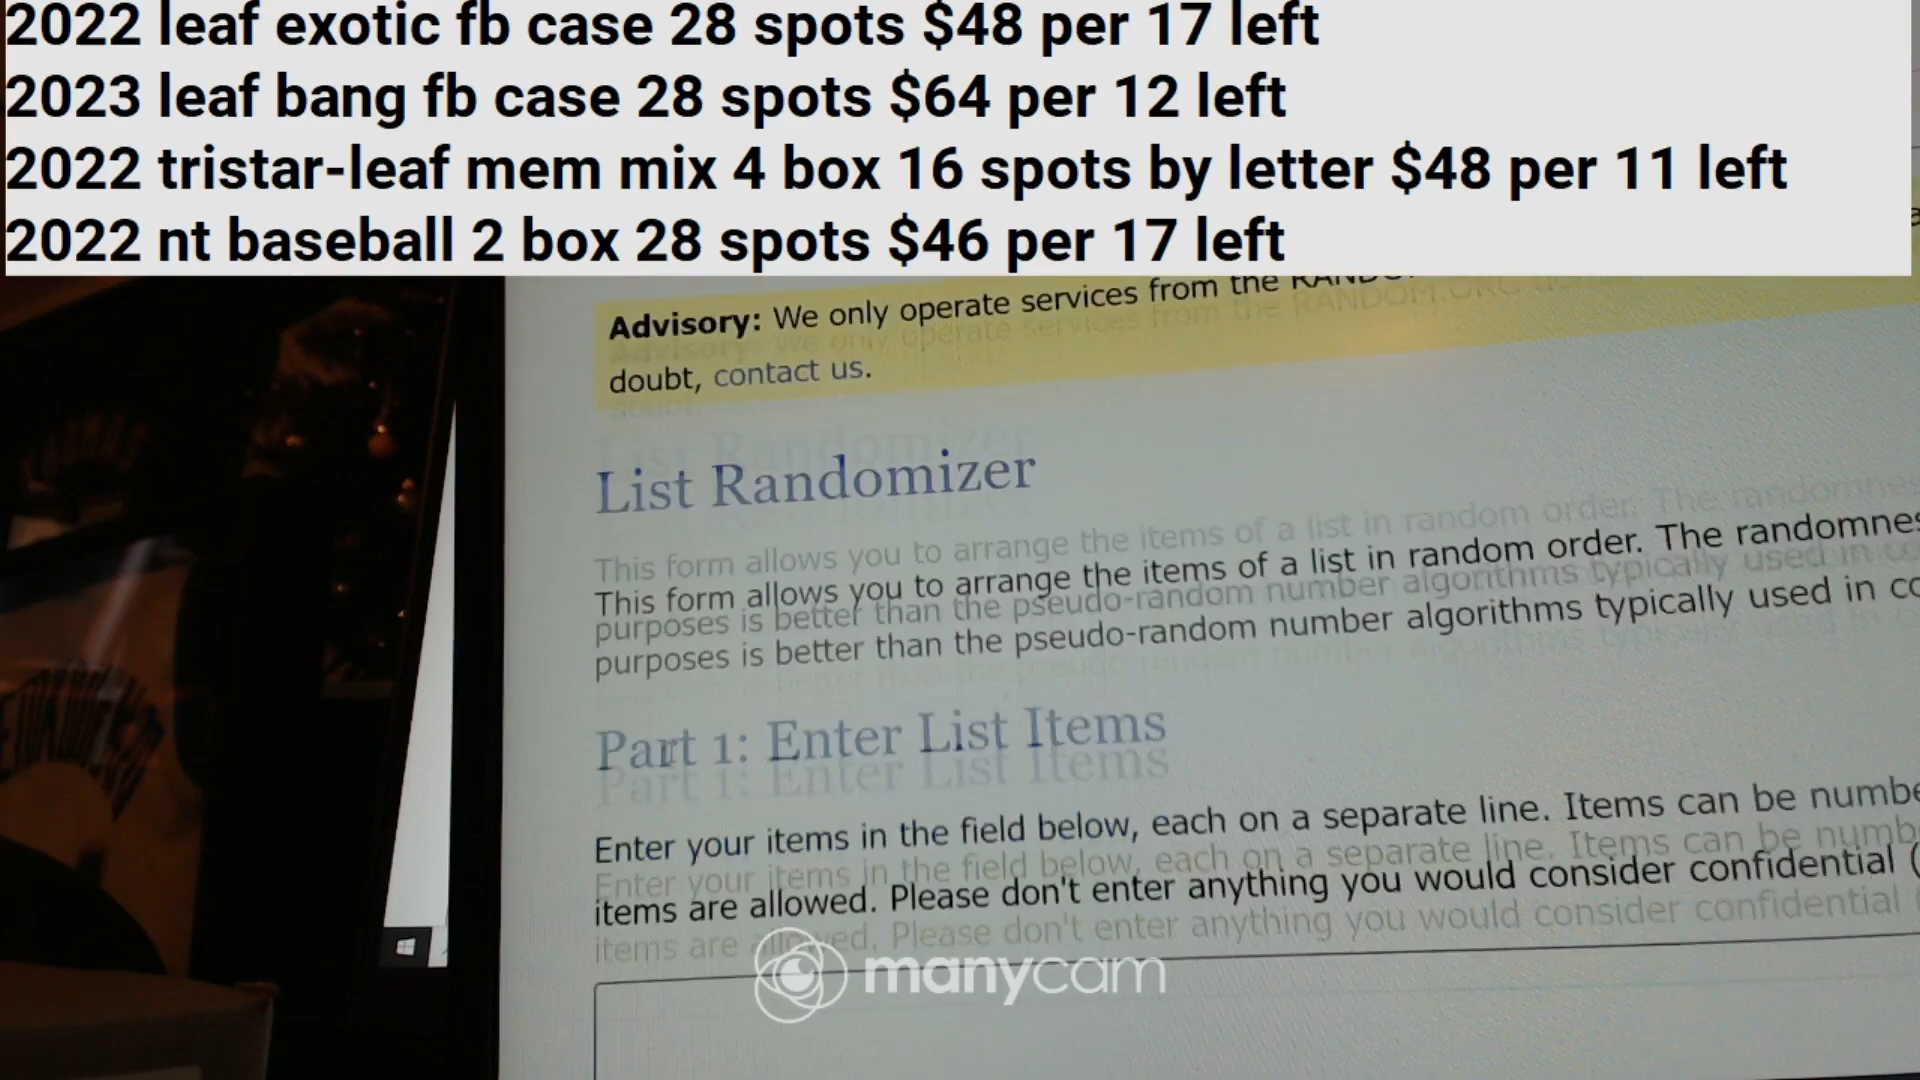 2022 leaf exotic fb case 28 spots $48 per 17 left
2023 leaf bang fb case 28 spots $64 per 12 left
2022 tristar-leaf mem mix 4 box 16 spots by letter $48 per 11 left
2022 nt baseball 2 box 28 spots $46 per 17 left
Advisory: We only operate services from the
doubt, contact us.
List Randomizer
This form allows you to arrange the items of a list in random order. The randomnes
purposes is better than the pseudo-random number algorithms typically used in co
Part 1: Enter List Items
Enter your items in the field below, each on a separate line. Items can be numbe
items are allowed. Please don't enter anything you would consider confidential (
manycam